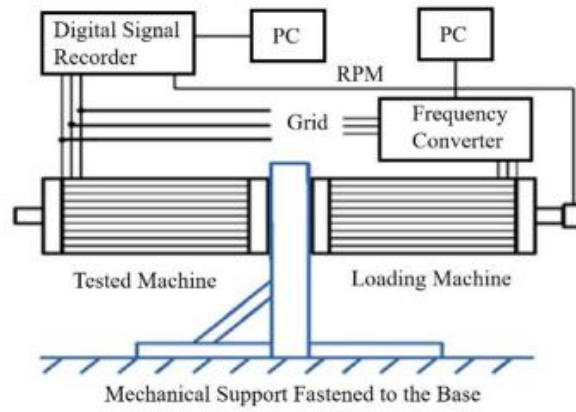 Digital Signal
Recorder
PC
PC
RPM
Grid
Frequency
Converter
Tested Machine
Loading Machine
Mechanical Support Fastened to the Base